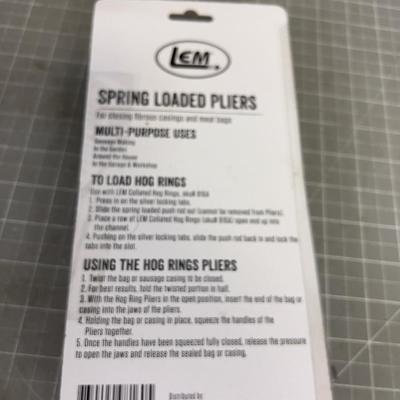 LEM
SPRING LOADED PLIERS
For closing fibrous casings and meat bags
MULTI-PURPOSE USES
Sausage Making
In the Garden
Around the House
In the Garage & Workshop
TO LOAD HOG RINGS
Use with LEM Collated Hog Rings, sku#
1. Press in on the silver locking tabs.
2. Slide the spring loaded push rod out (cannot be removed from Pliers).
3. Place a row of LEM Collated Hog Rings (sku# ) open end up into
the channel.
4. Pushing on the silver locking tabs, slide the push rod back in and lock the
tabs into the slot.
USING THE HOG RINGS PLIERS
1. Twist the bag or sausage casing to be closed.
2. For best results, fold the twisted portion in half.
3. With the Hog Ring Pliers in the open position, insert the end of the bag or
casing into the jaws of the pliers.
4. Holding the bag or casing in place, squeeze the handles of the
Pliers together.
5. Once the handles have been squeezed fully closed, release the pressure
to open the jaws and release the sealed bag or casing.
Distributed by: